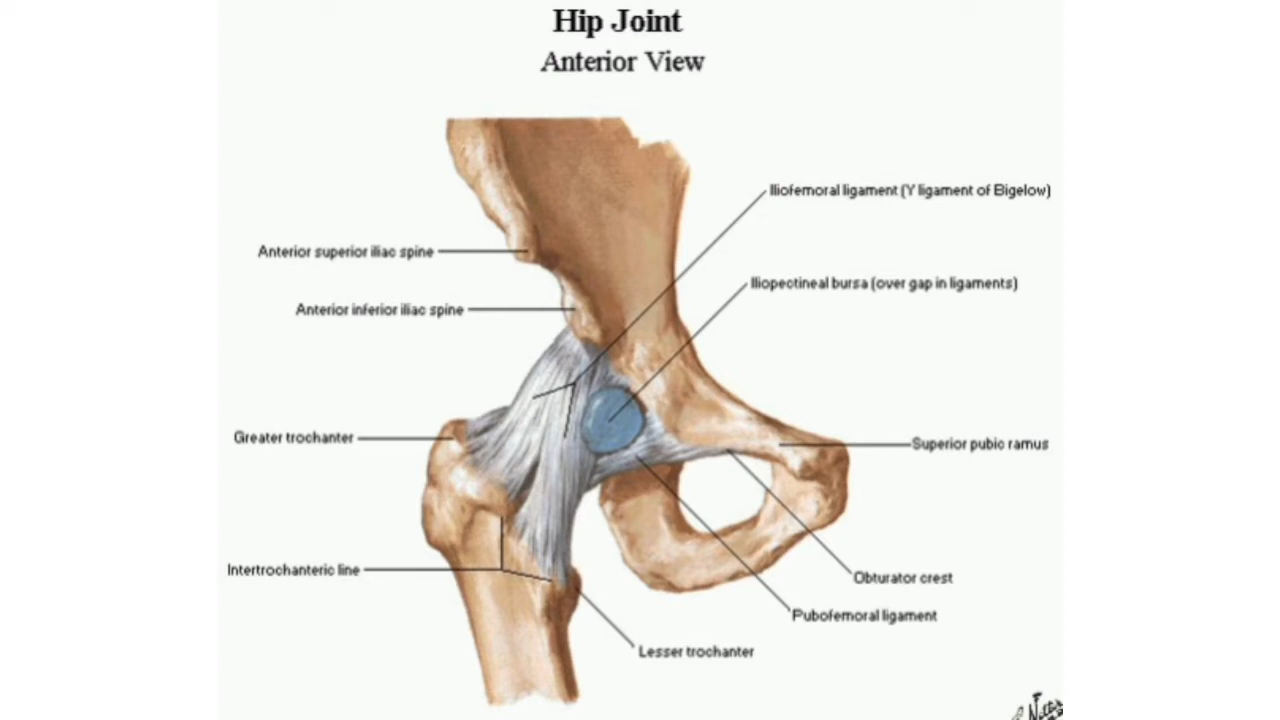 Hip Joint
Anterior View
Iliofemoral ligament (Y ligament of Bigelow)
Anterior superior iliac spine
Iliopectineal bursa (over gap in ligaments)
Anterior inferior iliac spine
Greater trochanter
Superior pubic ramus
Intertrochanteric line
Obturator crest
Pubofemoral ligament
Lesser trochanter